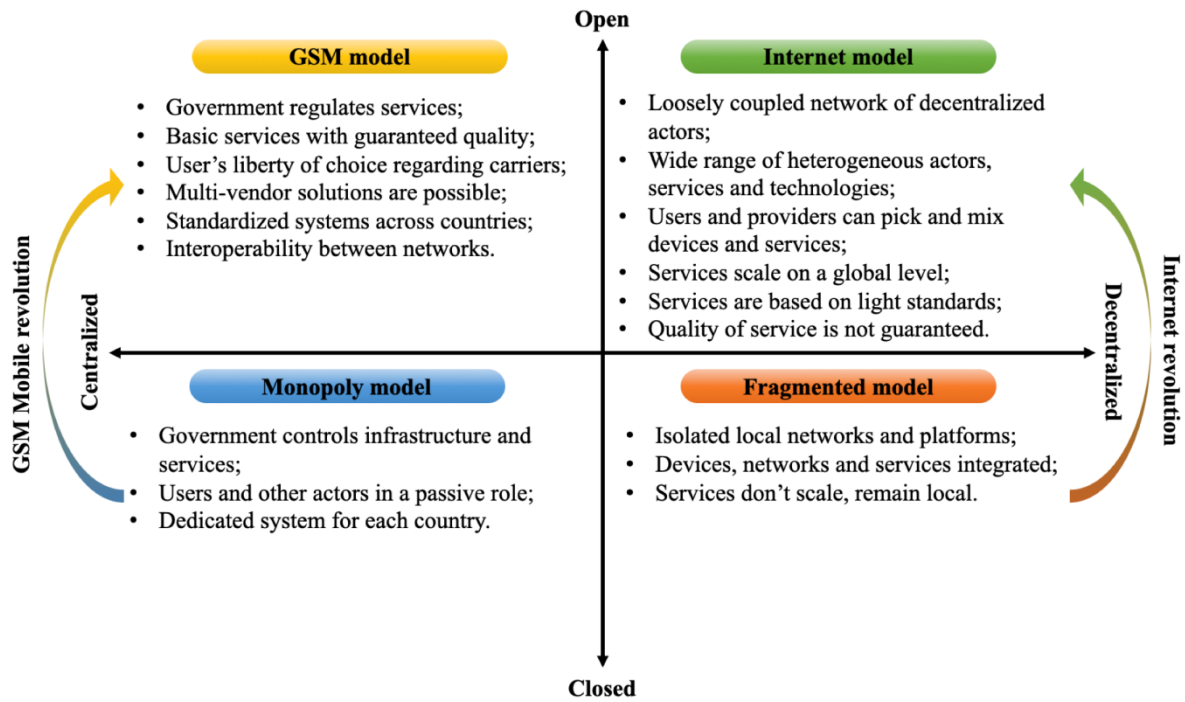 Open
GSM model
• Government regulates services;
• Basic services with guaranteed quality;
• User’s liberty of choice regarding carriers;
• Multi-vendor solutions are possible;
• Standardized systems across countries;
• Interoperability between networks.
Internet model
• Loosely coupled network of decentralized
actors;
• Wide range of heterogeneous actors,
services and technologies;
• Users and providers can pick and mix
devices and services;
• Services scale on a global level;
• Services are based on light standards;
• Quality of service is not guaranteed.
GSM Mobile revolution
Centralized
Decentralized
Internet revolution
Monopoly model
• Government controls infrastructure and
services;
• Users and other actors in a passive role;
• Dedicated system for each country.
Fragmented model
• Isolated local networks and platforms;
• Devices, networks and services integrated;
• Services don’t scale, remain local.
Closed